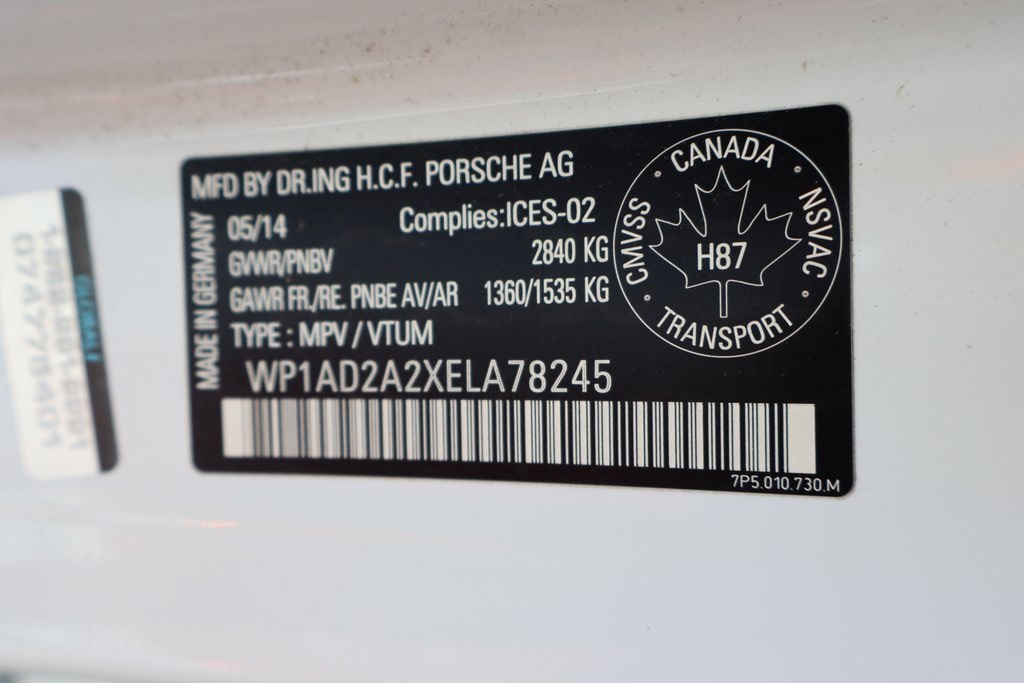 MFD BY DR.ING H.C.F. PORSCHE AG
05/14
Complies:ICES-02
GVWR/PNBV 2840 KG
GAWR FR./RE. PNBE AV/AR 1360/1535 KG
TYPE : MPV / VTUM
WP1AD2A2XELA78245
7P5.010.730.M
MADE IN GERMANY
CANADA
NSVAC
TRANSPORT
CMVSS
H87